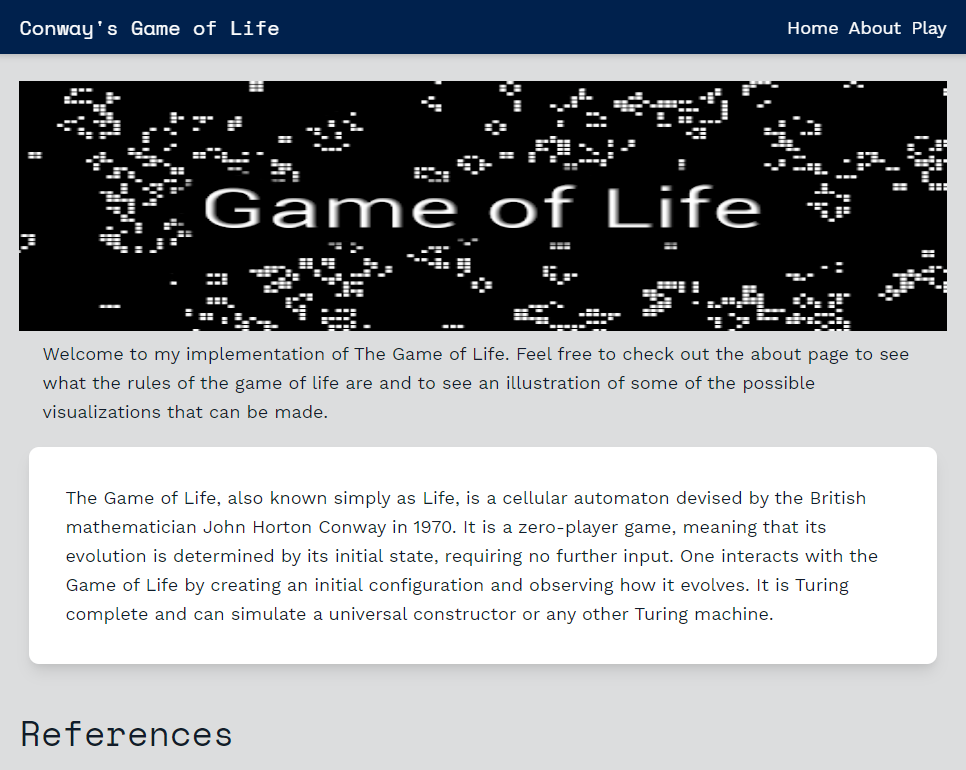 Conway's Game of Life
Home About Play
Game of Life
Welcome to my implementation of The Game of Life. Feel free to check out the about page to see
what the rules of the game of life are and to see an illustration of some of the possible
visualizations that can be made.
The Game of Life, also known simply as Life, is a cellular automaton devised by the British
mathematician John Horton Conway in 1970. It is a zero-player game, meaning that its
evolution is determined by its initial state, requiring no further input. One interacts with the
Game of Life by creating an initial configuration and observing how it evolves. It is Turing
complete and can simulate a universal constructor or any other Turing machine.
References